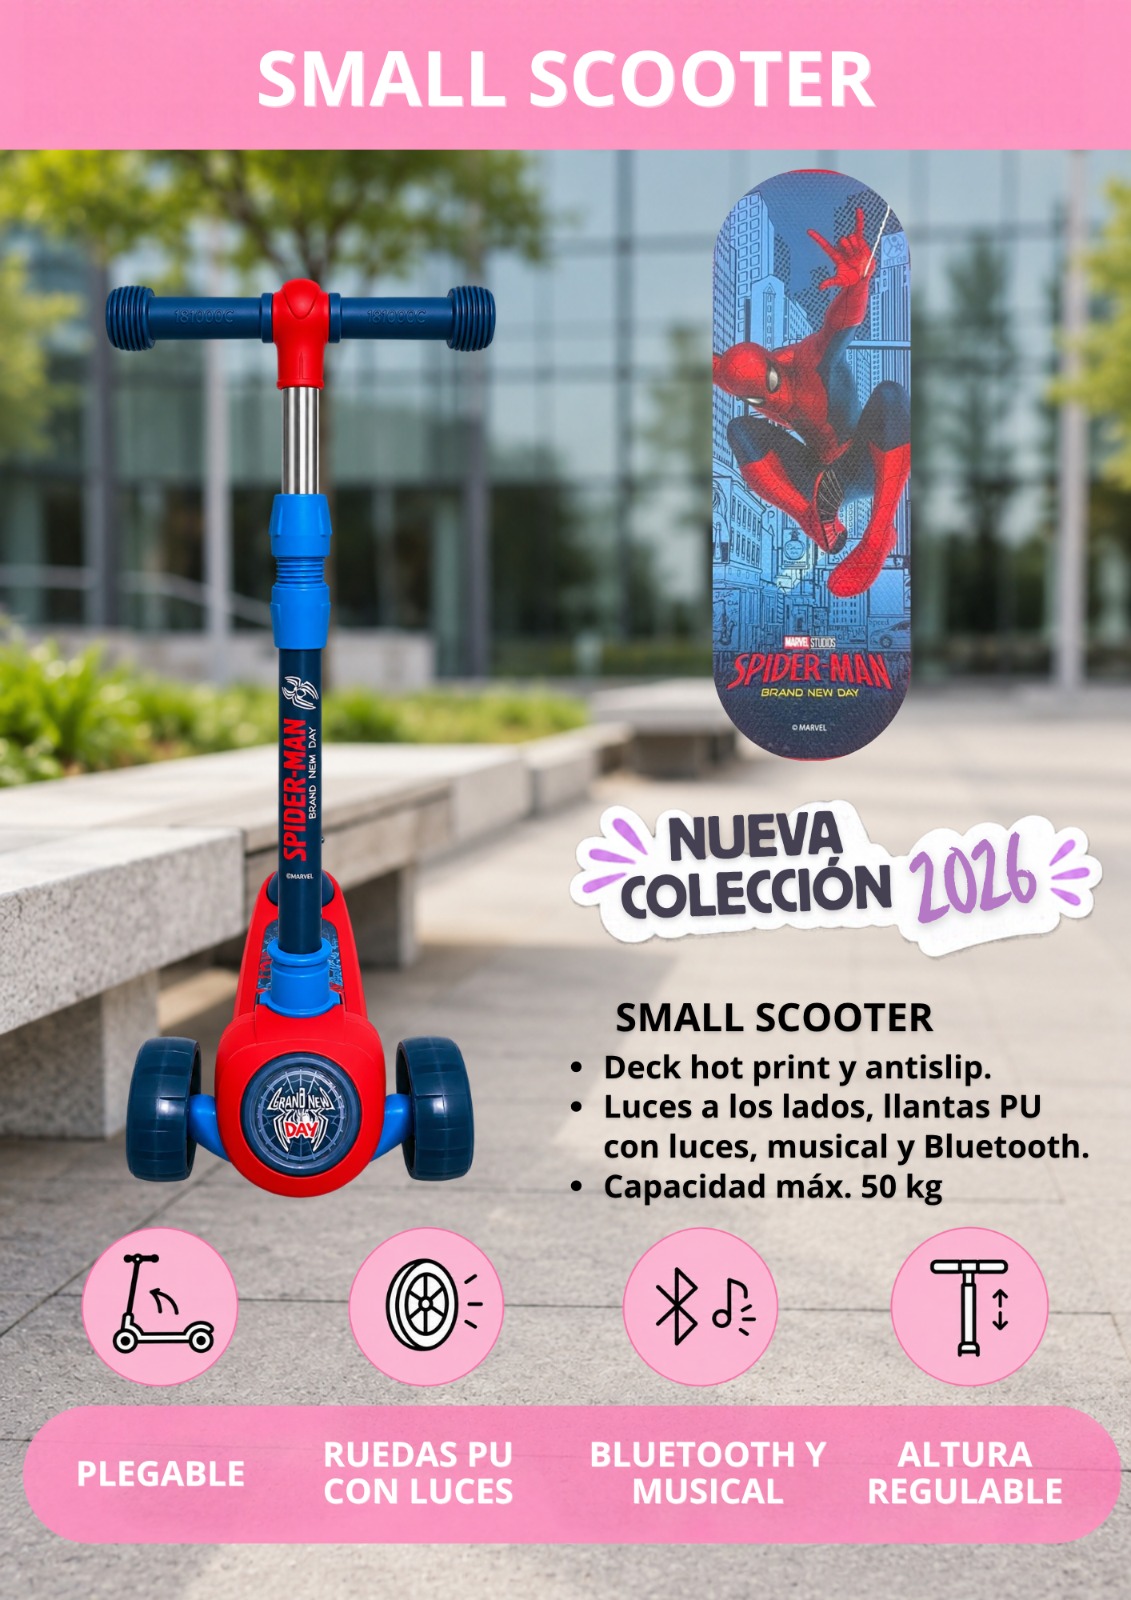 SMALL SCOOTER
MARVEL STUDIOS
SPIDER-MAN
BRAND NEW DAY
© MARVEL
SPIDER-MAN
BRAND NEW DAY
©MARVEL
NUEVA
COLECCIÓN 2026
SMALL SCOOTER
• Deck hot print y antislip.
• Luces a los lados, llantas PU
con luces, musical y Bluetooth.
• Capacidad máx. 50 kg
DAY
PLEGABLE
RUEDAS PU
CON LUCES
BLUETOOTH Y
MUSICAL
ALTURA
REGULABLE